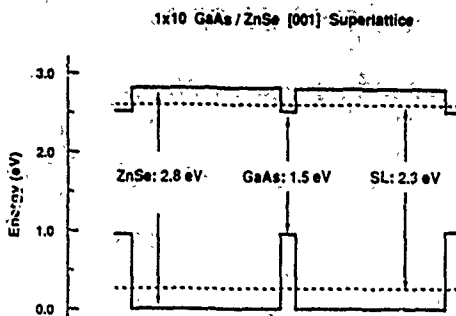 1x10 GaAs / ZnSe [001] Superlattice
3.0
2.0
ZnSe: 2.8 eV GaAs: 1.5 eV SL: 2.3 eV
Energy (eV)
1.0
0.0